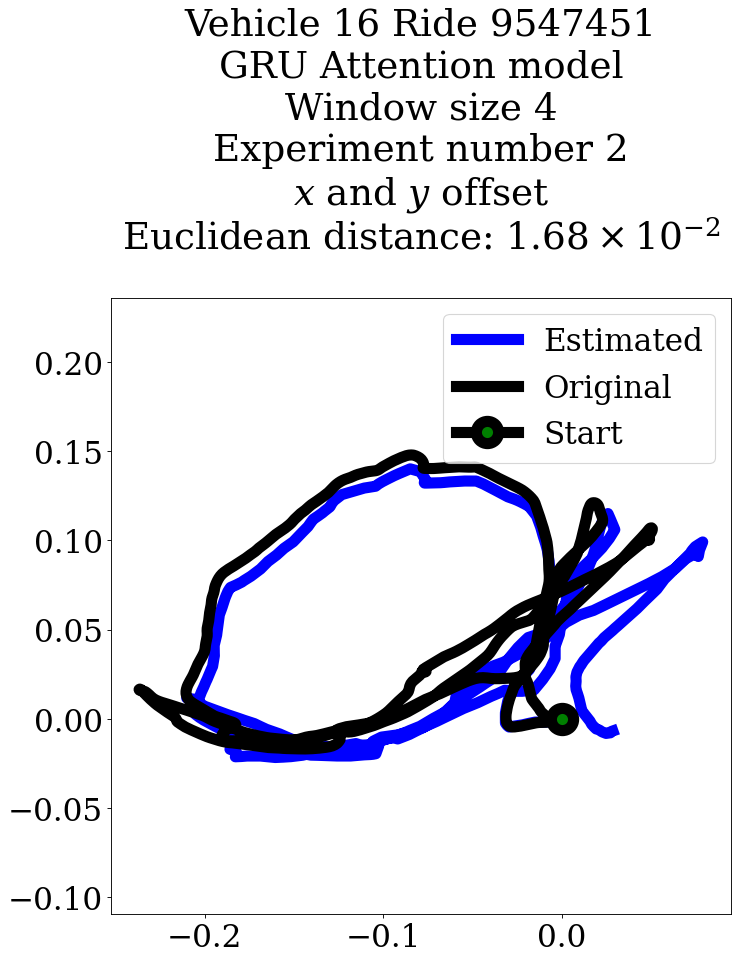 Vehicle 16 Ride 9547451
GRU Attention model
Window size 4
Experiment number 2
x and y offset
Euclidean distance: 1.68 × 10⁻²
Estimated
Original
Start
0.20
0.15
0.10
0.05
0.00
−0.05
−0.10
−0.2 −0.1 0.0